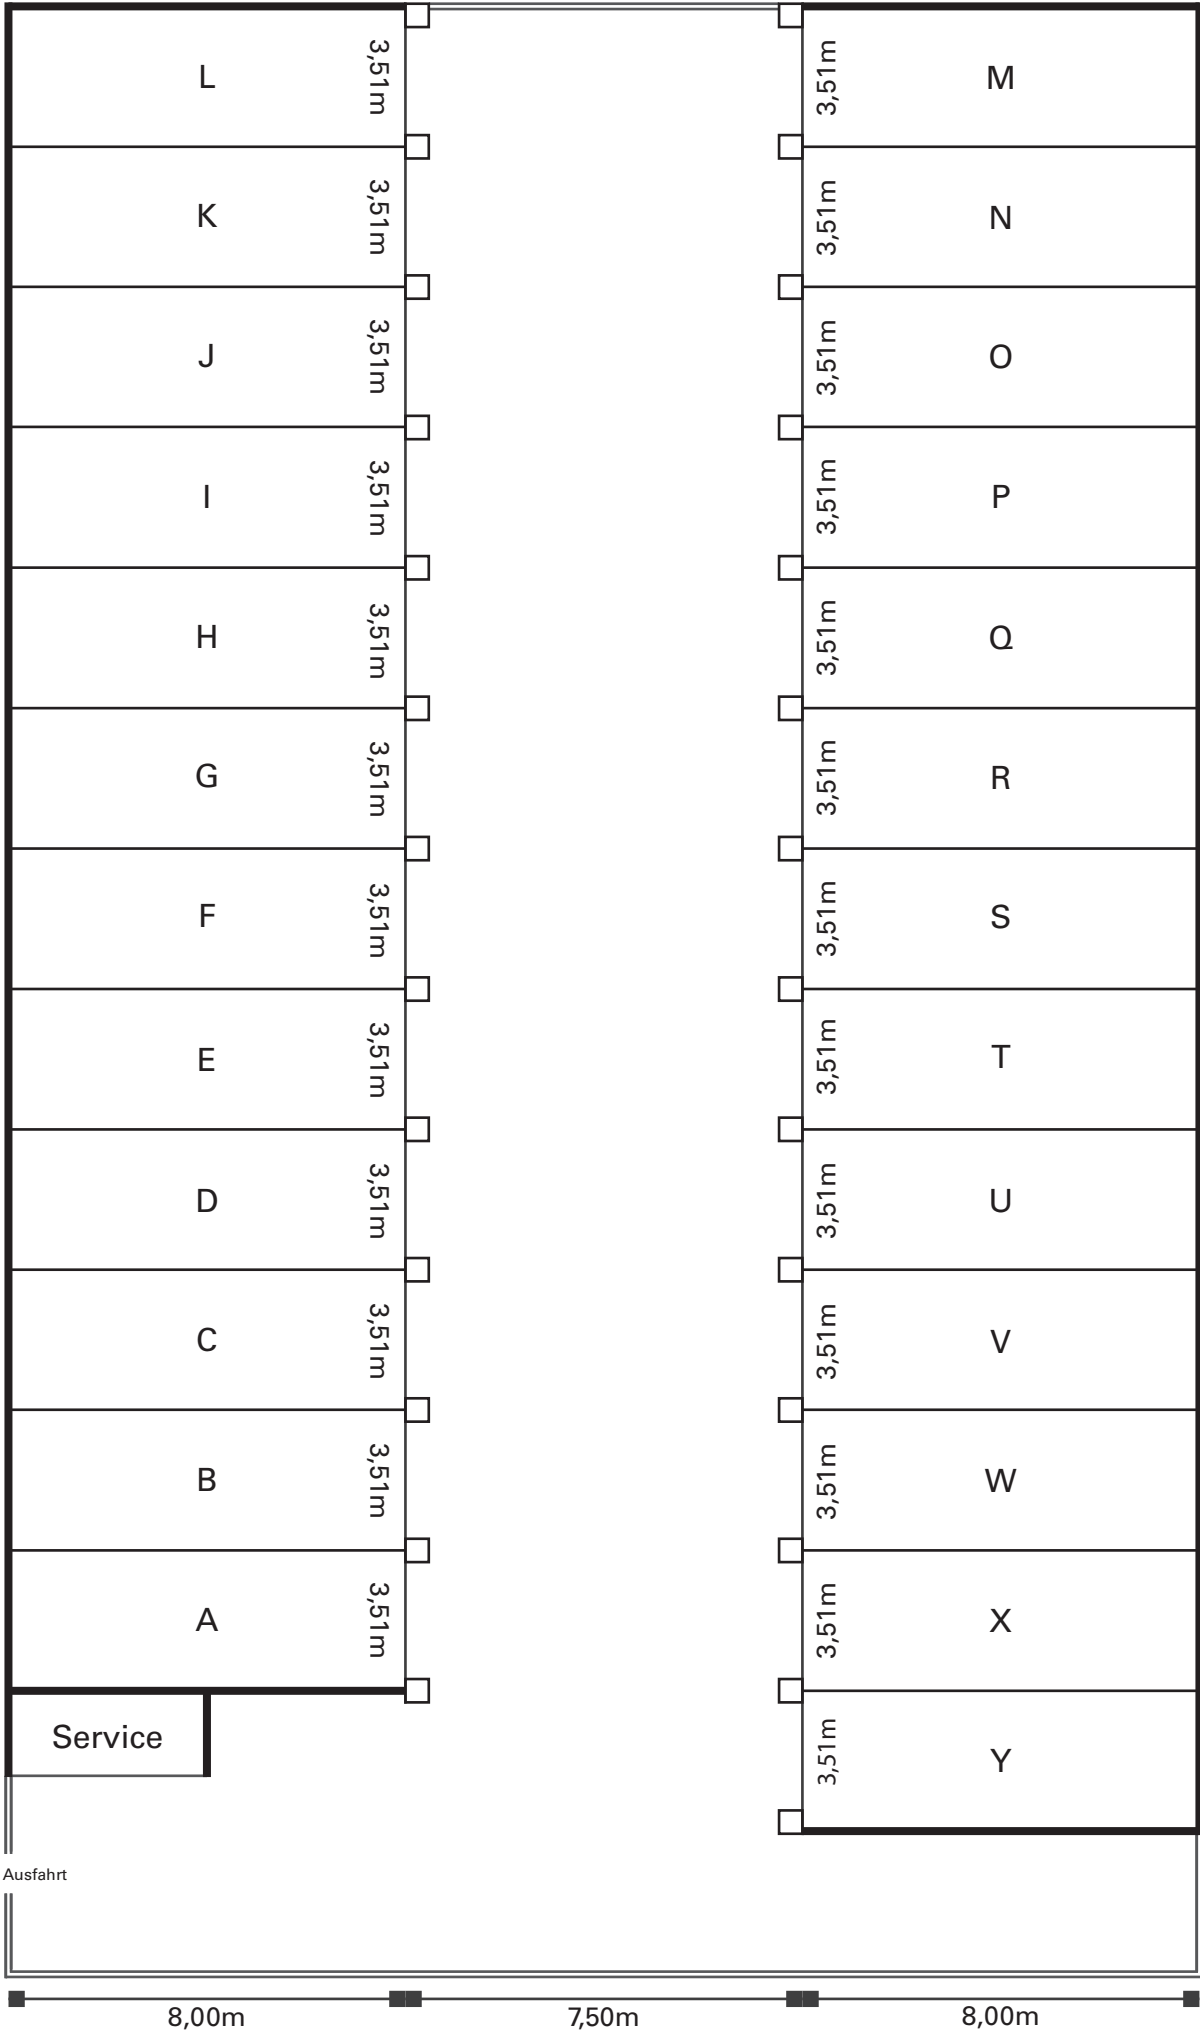 L 3,51m 3,51m M
K 3,51m 3,51m N
J 3,51m 3,51m O
I 3,51m 3,51m P
H 3,51m 3,51m Q
G 3,51m 3,51m R
F 3,51m 3,51m S
E 3,51m 3,51m T
D 3,51m 3,51m U
C 3,51m 3,51m V
B 3,51m 3,51m W
A 3,51m 3,51m X
Service 3,51m Y
Ausfahrt
8,00m 7,50m 8,00m